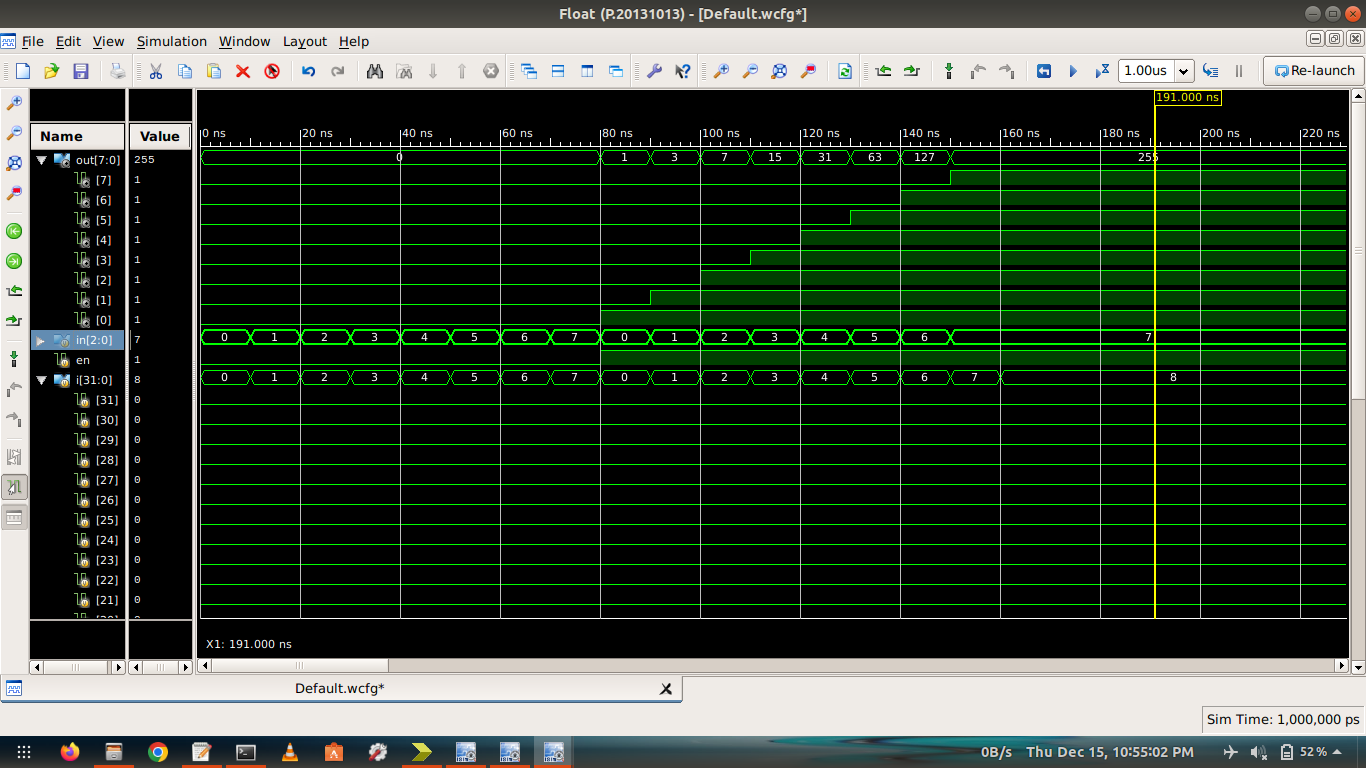 Float (P.20131013) - [Default.wcfg*]
File Edit View Simulation Window Layout Help
1.00us Re-launch
191.000 ns
Name Value 0 ns 20 ns 40 ns 60 ns 80 ns 100 ns 120 ns 140 ns 160 ns 180 ns 200 ns 220 ns
out[7:0] 255 0 1 3 7 15 31 63 127 255
[7] 1
[6] 1
[5] 1
[4] 1
[3] 1
[2] 1
[1] 1
[0] 1
in[2:0] 7 0 1 2 3 4 5 6 7 0 1 2 3 4 5 6 7
en 1
i[31:0] 8 0 1 2 3 4 5 6 7 0 1 2 3 4 5 6 7 8
[31] 0
[30] 0
[29] 0
[28] 0
[27] 0
[26] 0
[25] 0
[24] 0
[23] 0
[22] 0
[21] 0
X1: 191.000 ns
Default.wcfg*
Sim Time: 1,000,000 ps
0B/s Thu Dec 15, 10:55:02 PM 52 %